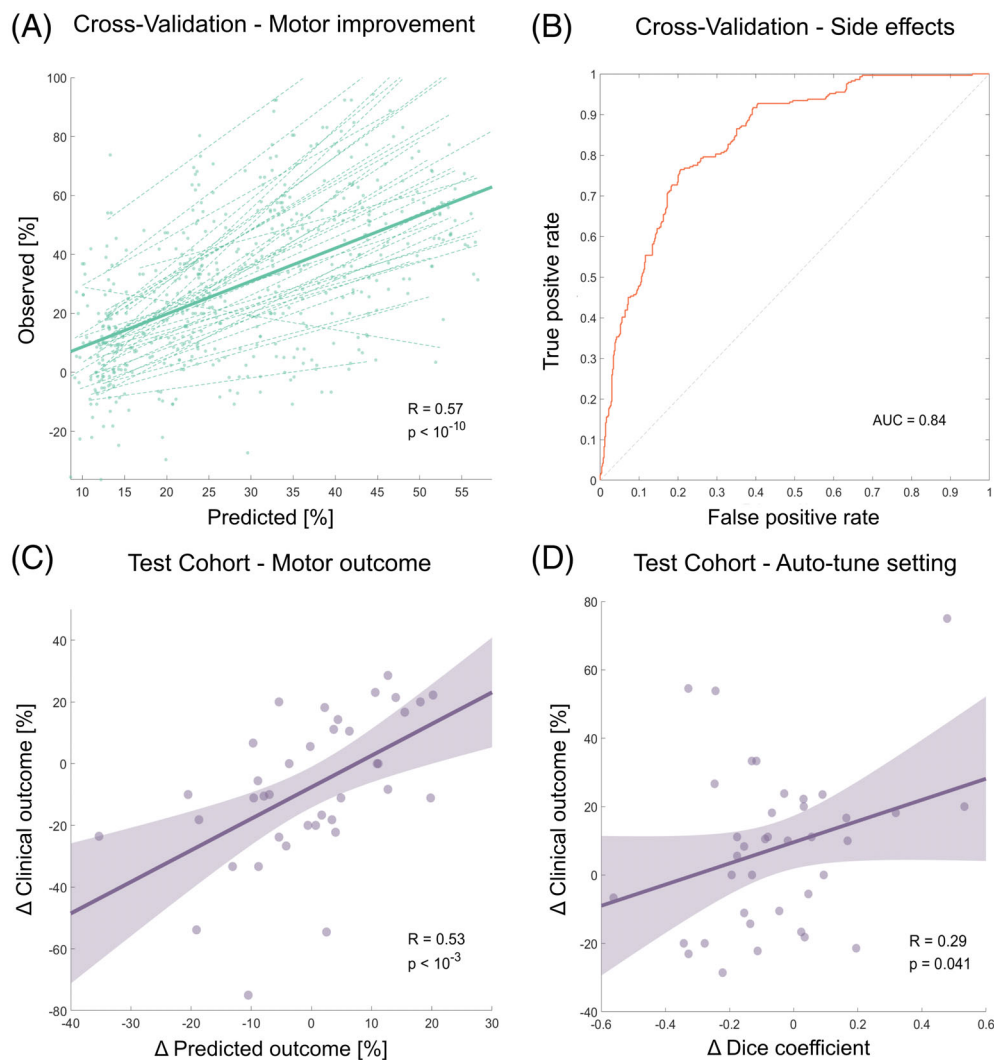 (A) Cross-Validation - Motor improvement
100
80
60
40
20
0
-20
Observed [%]
R = 0.57
p < 10-10
10 15 20 25 30 35 40 45 50 55
Predicted [%]
(B) Cross-Validation - Side effects
1
0.9
0.8
0.7
0.6
0.5
0.4
0.3
0.2
0.1
0
True positve rate
AUC = 0.84
0 0.1 0.2 0.3 0.4 0.5 0.6 0.7 0.8 0.9 1
False positive rate
(C) Test Cohort - Motor outcome
40
20
0
-20
-40
-60
-80
Δ Clinical outcome [%]
R = 0.53
p < 10-3
-40 -30 -20 -10 0 10 20 30
Δ Predicted outcome [%]
(D) Test Cohort - Auto-tune setting
80
60
40
20
0
-20
-40
Δ Clinical outcome [%]
R = 0.29
p = 0.041
-0.6 -0.4 -0.2 0 0.2 0.4 0.6
Δ Dice coefficient